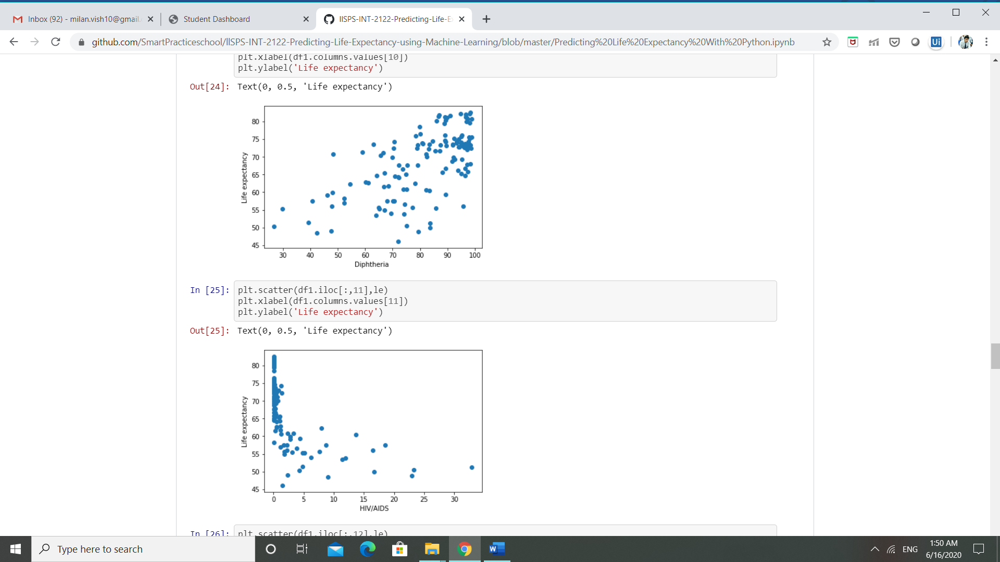 Inbox (92) - milan.vish10@gmail.
Student Dashboard
llSPS-INT-2122-Predicting-Life-E
github.com/SmartPracticeschool/llSPS-INT-2122-Predicting-Life-Expectancy-using-Machine-Learning/blob/master/Predicting%20Life%20Expectancy%20With%20Python.ipynb
Ui
plt.xlabel(df1.columns.values[10])
plt.ylabel('Life expectancy')
Out[24]: Text(0, 0.5, 'Life expectancy')
80
75
70
65
60
55
50
45
Life expectancy
30 40 50 60 70 80 90 100
Diphtheria
In [25]: plt.scatter(df1.iloc[:,11],le)
plt.xlabel(df1.columns.values[11])
plt.ylabel('Life expectancy')
Out[25]: Text(0, 0.5, 'Life expectancy')
80
75
70
65
60
55
50
45
Life expectancy
0 5 10 15 20 25 30
HIV/AIDS
In [26]: plt.scatter(df1.iloc[:,12],le)
Type here to search
W
ENG
1:50 AM
6/16/2020